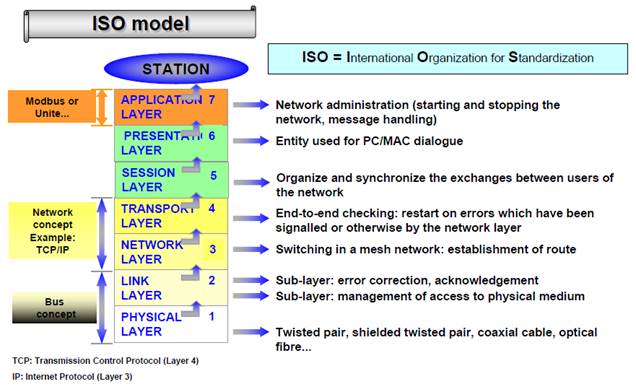 ISO model
ISO = International Organization for Standardization
STATION
Modbus or
Unite...
APPLICATION 7
LAYER
Network administration (starting and stopping the
network, message handling)
PRESENTATION 6
LAYER
Entity used for PC/MAC dialogue
SESSION 5
LAYER
Organize and synchronize the exchanges between users of
the network
Network
concept
Example:
TCP/IP
TRANSPORT 4
LAYER
End-to-end checking: restart on errors which have been
signalled or otherwise by the network layer
NETWORK 3
LAYER
Switching in a mesh network: establishment of route
LINK 2
LAYER
Sub-layer: error correction, acknowledgement
Sub-layer: management of access to physical medium
Bus
concept
PHYSICAL 1
LAYER
Twisted pair, shielded twisted pair, coaxial cable, optical
fibre...
TCP: Transmission Control Protocol (Layer 4)
IP: Internet Protocol (Layer 3)